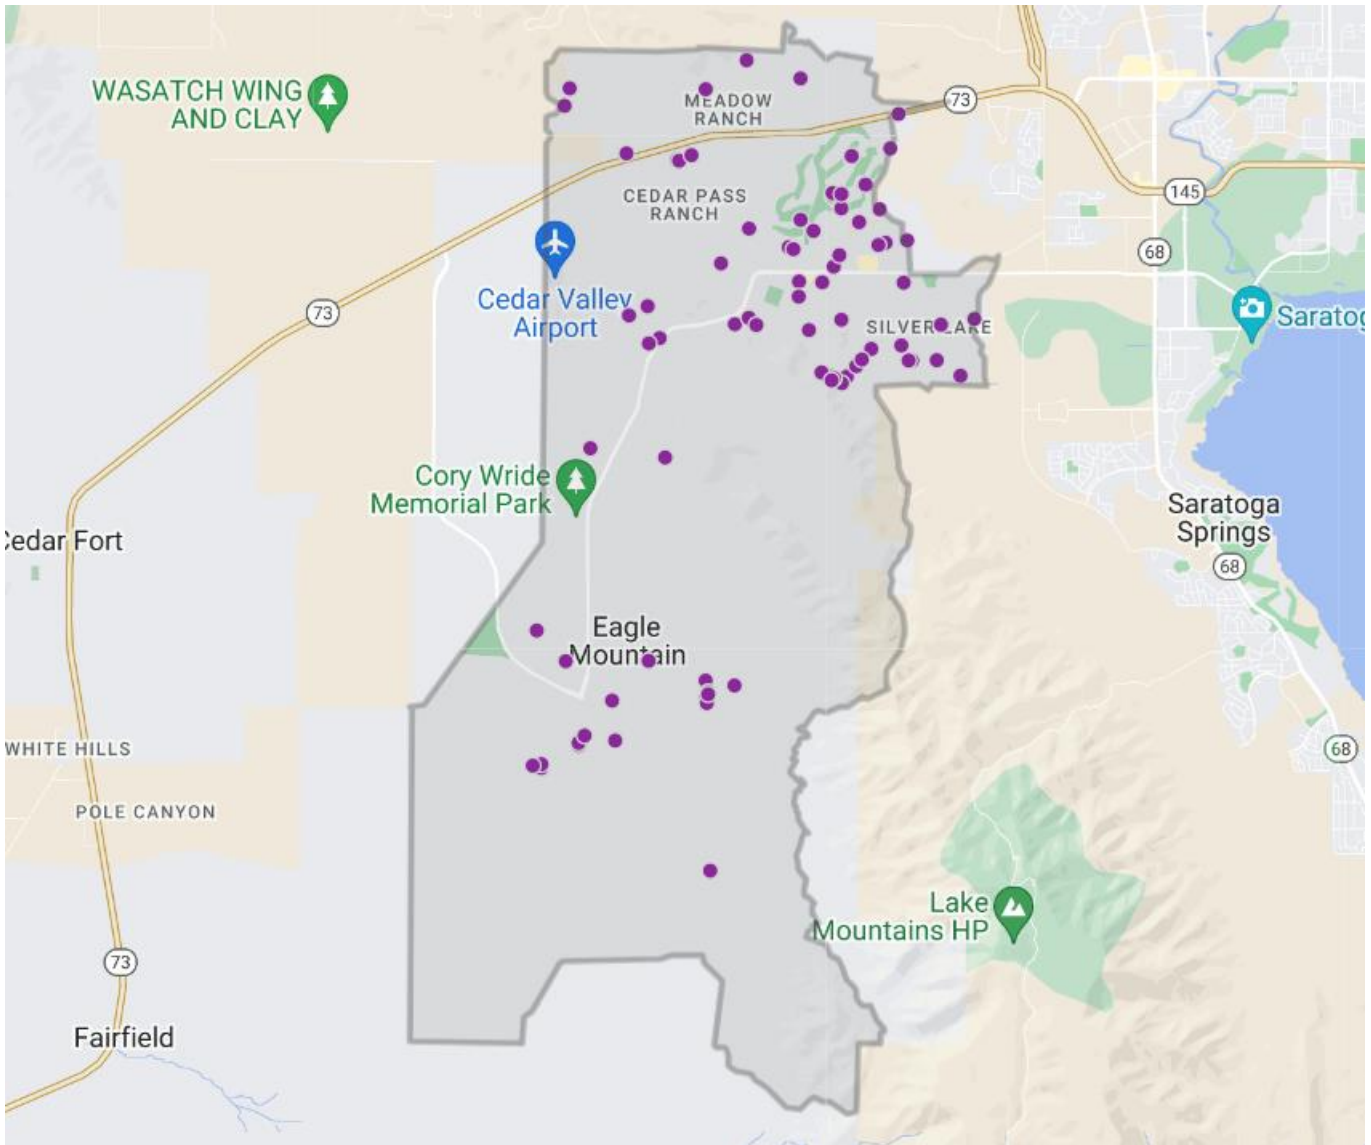 WASATCH WING
AND CLAY
MEADOW
RANCH
73
145
CEDAR PASS
RANCH
68
Cedar Valley
Airport
73
SILVER LAKE
Saratog
Cory Wride
Memorial Park
Saratoga
Springs
Cedar Fort
68
Eagle
Mountain
WHITE HILLS
68
POLE CANYON
Lake
Mountains HP
73
Fairfield